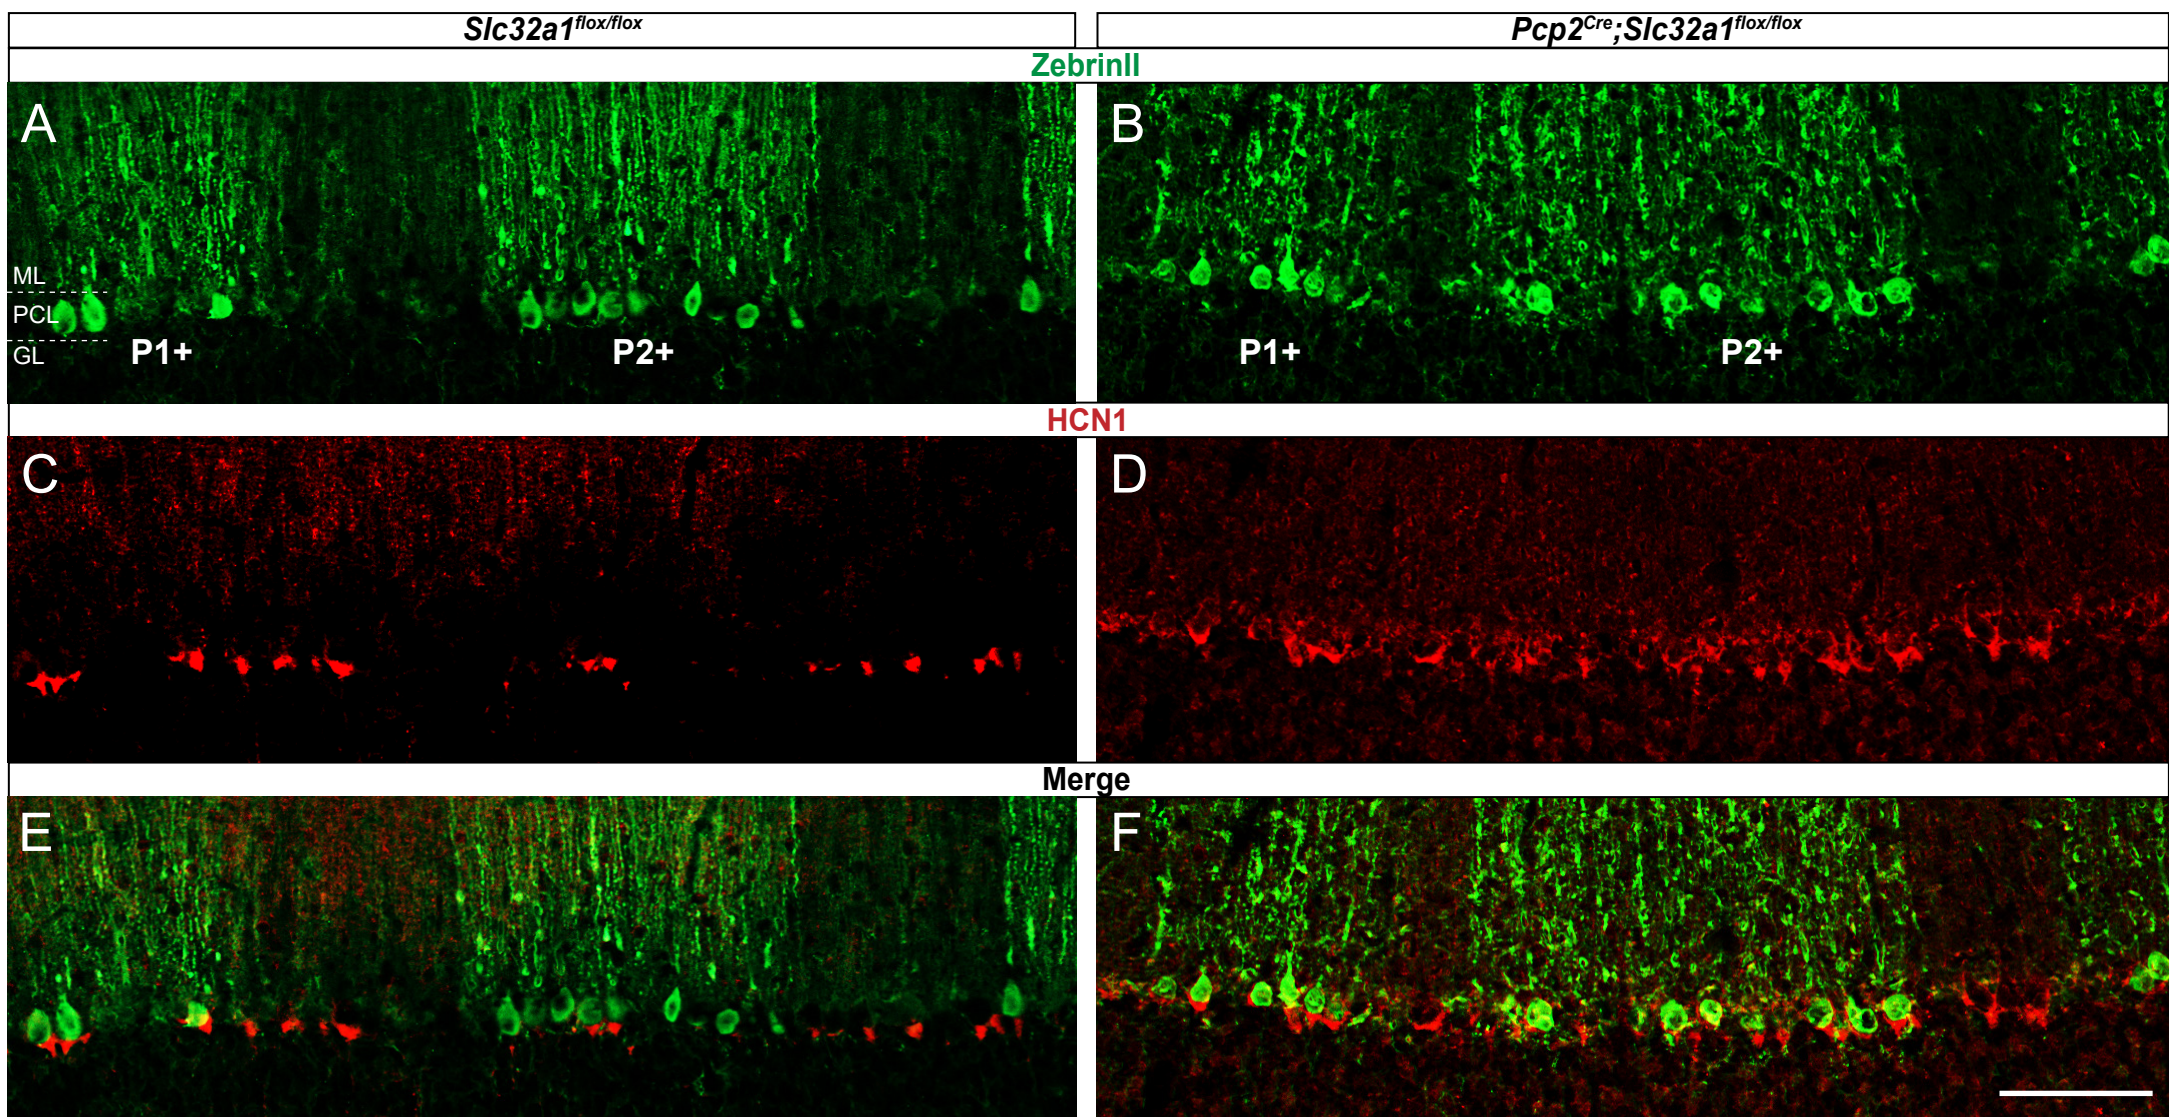 Slc32a1flox/flox
Pcp2Cre;Slc32a1flox/flox
ZebrinII
A
B
ML
PCL
GL
P1+
P2+
P1+
P2+
HCN1
C
D
Merge
E
F